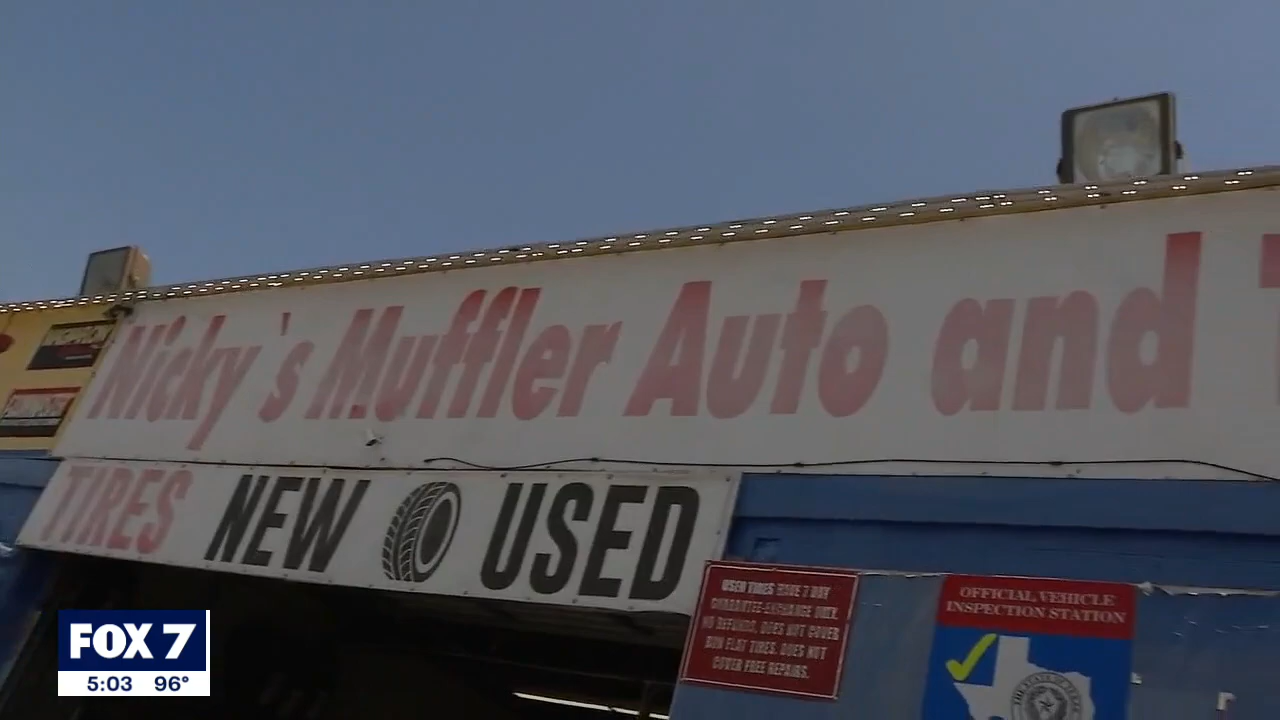 Nicky's Muffler Auto and
TIRES NEW USED
USED TIRES HAVE 7 DAY
GUARANTEE-EXCHANGE ONLY.
NO REFUNDS. DOES NOT COVER
RUN FLAT TIRES. DOES NOT
COVER FREE REPAIRS.
OFFICIAL VEHICLE
INSPECTION STATION
FOX 7
5:03 96°